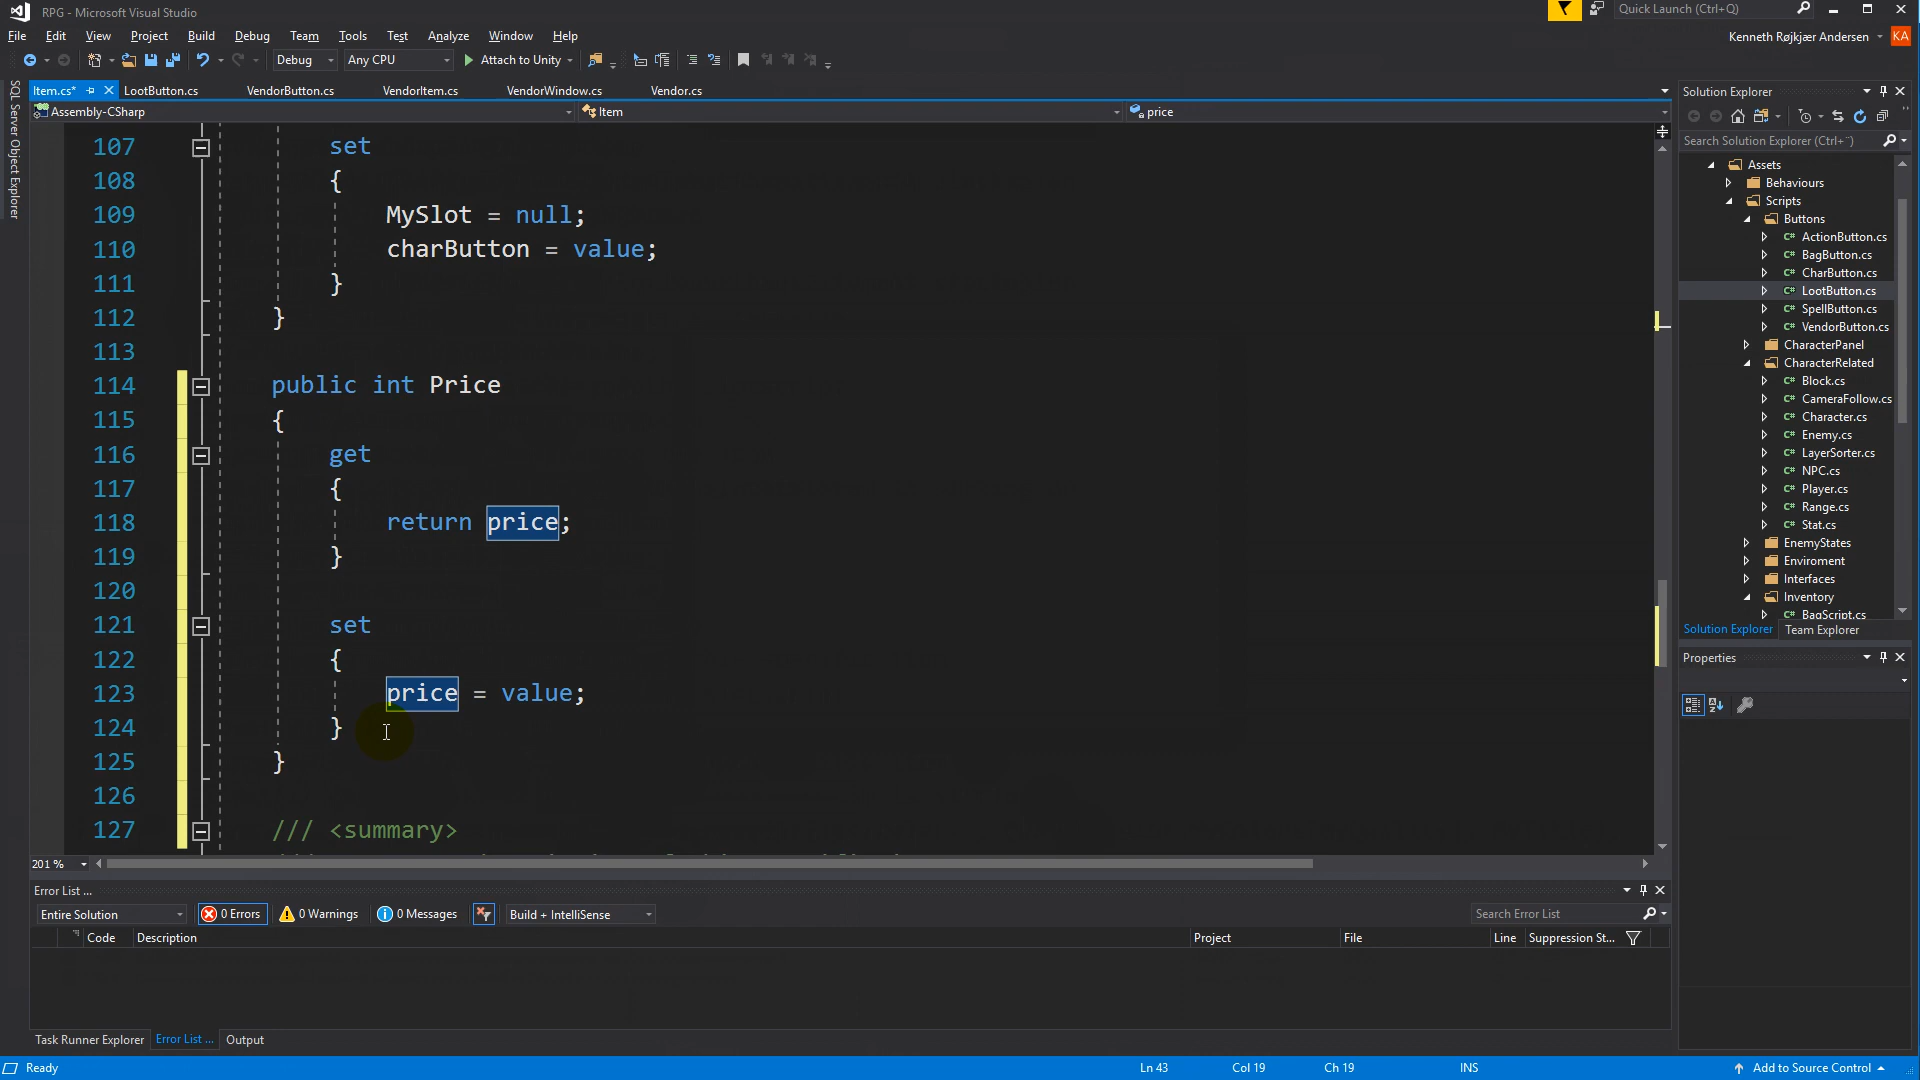 RPG - Microsoft Visual Studio
Quick Launch (Ctrl+Q)
File Edit View Project Build Debug Team Tools Test Analyze Window Help
Kenneth Røjkjær Andersen KA
Debug Any CPU Attach to Unity
SQL Server Object Explorer
Item.cs* LootButton.cs VendorButton.cs VendorItem.cs VendorWindow.cs Vendor.cs
Assembly-CSharp Item price
107 set
108 {
109 MySlot = null;
110 charButton = value;
111 }
112 }
113
114 public int Price
115 {
116 get
117 {
118 return price;
119 }
120
121 set
122 {
123 price = value;
124 }
125 }
126
127 /// <summary>
201 %
Solution Explorer
Search Solution Explorer (Ctrl+¨)
Assets
Behaviours
Scripts
Buttons
C# ActionButton.cs
C# BagButton.cs
C# CharButton.cs
C# LootButton.cs
C# SpellButton.cs
C# VendorButton.cs
CharacterPanel
CharacterRelated
C# Block.cs
C# CameraFollow.cs
C# Character.cs
C# Enemy.cs
C# LayerSorter.cs
C# NPC.cs
C# Player.cs
C# Range.cs
C# Stat.cs
EnemyStates
Enviroment
Interfaces
Inventory
C# BagScript.cs
Solution Explorer Team Explorer
Properties
Error List ...
Entire Solution 0 Errors 0 Warnings 0 Messages Build + IntelliSense Search Error List
Code Description Project File Line Suppression St...
Task Runner Explorer Error List ... Output
Ready Ln 43 Col 19 Ch 19 INS Add to Source Control